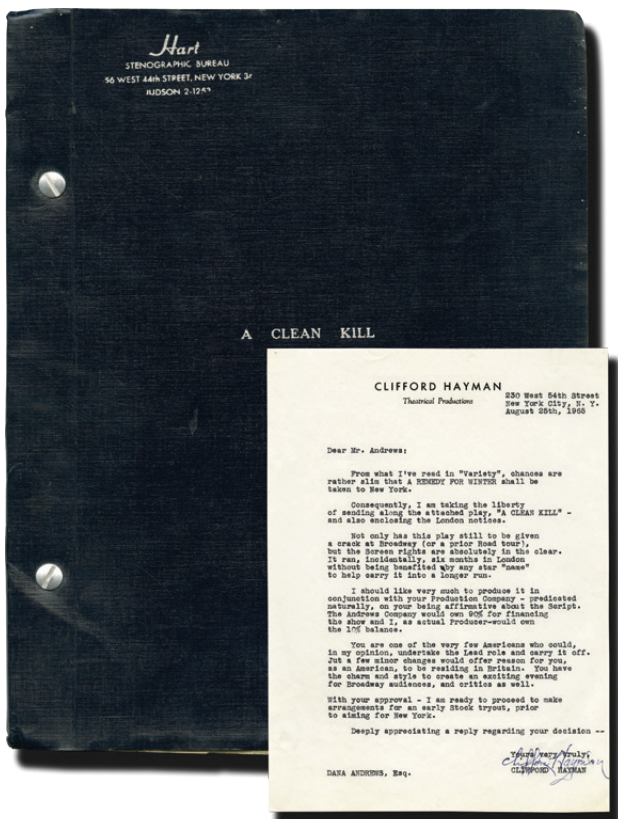 Hart
STENOGRAPHIC BUREAU
56 WEST 44th STREET, NEW YORK 36
JUDSON 2-1253
A CLEAN KILL
CLIFFORD HAYMAN
Theatrical Productions
230 West 54th Street
New York City, N. Y.
August 25th, 1965
Dear Mr. Andrews:
From what I've read in "Variety", chances are
rather slim that A REMEDY FOR WINTER shall be
taken to New York.
Consequently, I am taking the liberty
of sending along the attached play, "A CLEAN KILL" -
and also enclosing the London notices.
Not only has this play still to be given
a crack at Broadway (or a prior Road tour),
but the Screen rights are absolutely in the clear.
It ran, incidentally, six months in London
without being benefited by any star "name"
to help carry it into a longer run.
I should like very much to produce it in
conjunction with your Production Company - predicated
naturally, on your being affirmative about the Script.
The Andrews Company would own 90% for financing
the show and I, as actual Producer-would own
the 10% balance.
You are one of the very few Americans who could,
in my opinion, undertake the Lead role and carry it off.
Jut a few minor changes would offer reason for you,
as an American, to be residing in Britain. You have
the charm and style to create an exciting evening
for Broadway audiences, and critics as well.
With your approval - I am ready to proceed to make
arrangements for an early Stock tryout, prior
to aiming for New York.
Deeply appreciating a reply regarding your decision --
Yours very truly,
Clifford Hayman
CLIFFORD HAYMAN
DANA ANDREWS, Esq.